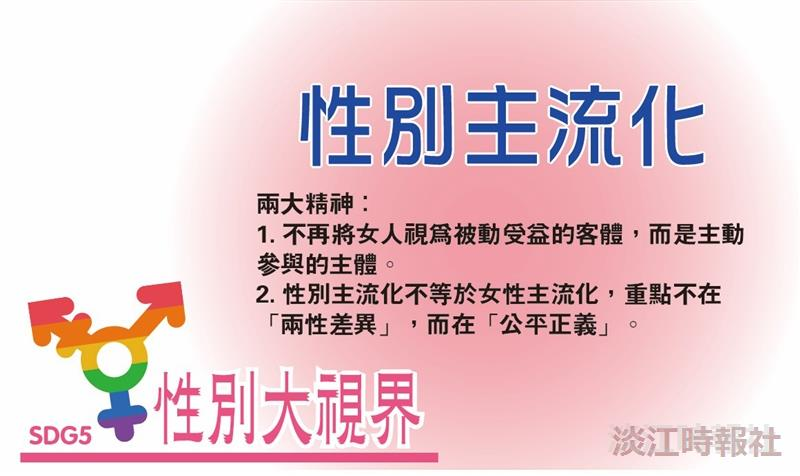 性別主流化
兩大精神：
1. 不再將女人視為被動受益的客體，而是主動
參與的主體。
2. 性別主流化不等於女性主流化，重點不在
「兩性差異」，而在「公平正義」。
SDG5
性別大視界
淡江時報社